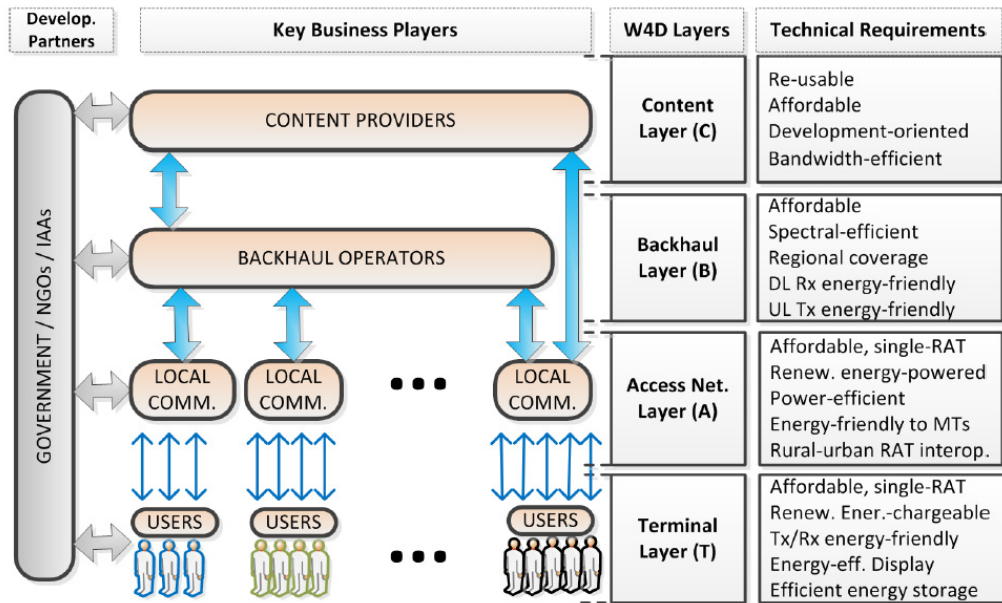 Develop.
Partners
Key Business Players
W4D Layers
Technical Requirements
GOVERNMENT / NGOs / IAAs
CONTENT PROVIDERS
Content
Layer (C)
Re-usable
Affordable
Development-oriented
Bandwidth-efficient
BACKHAUL OPERATORS
Backhaul
Layer (B)
Affordable
Spectral-efficient
Regional coverage
DL Rx energy-friendly
UL Tx energy-friendly
LOCAL
COMM.
LOCAL
COMM.
LOCAL
COMM.
Access Net.
Layer (A)
Affordable, single-RAT
Renew. energy-powered
Power-efficient
Energy-friendly to MTs
Rural-urban RAT interop.
USERS
USERS
USERS
Terminal
Layer (T)
Affordable, single-RAT
Renew. Ener.-chargeable
Tx/Rx energy-friendly
Energy-eff. Display
Efficient energy storage